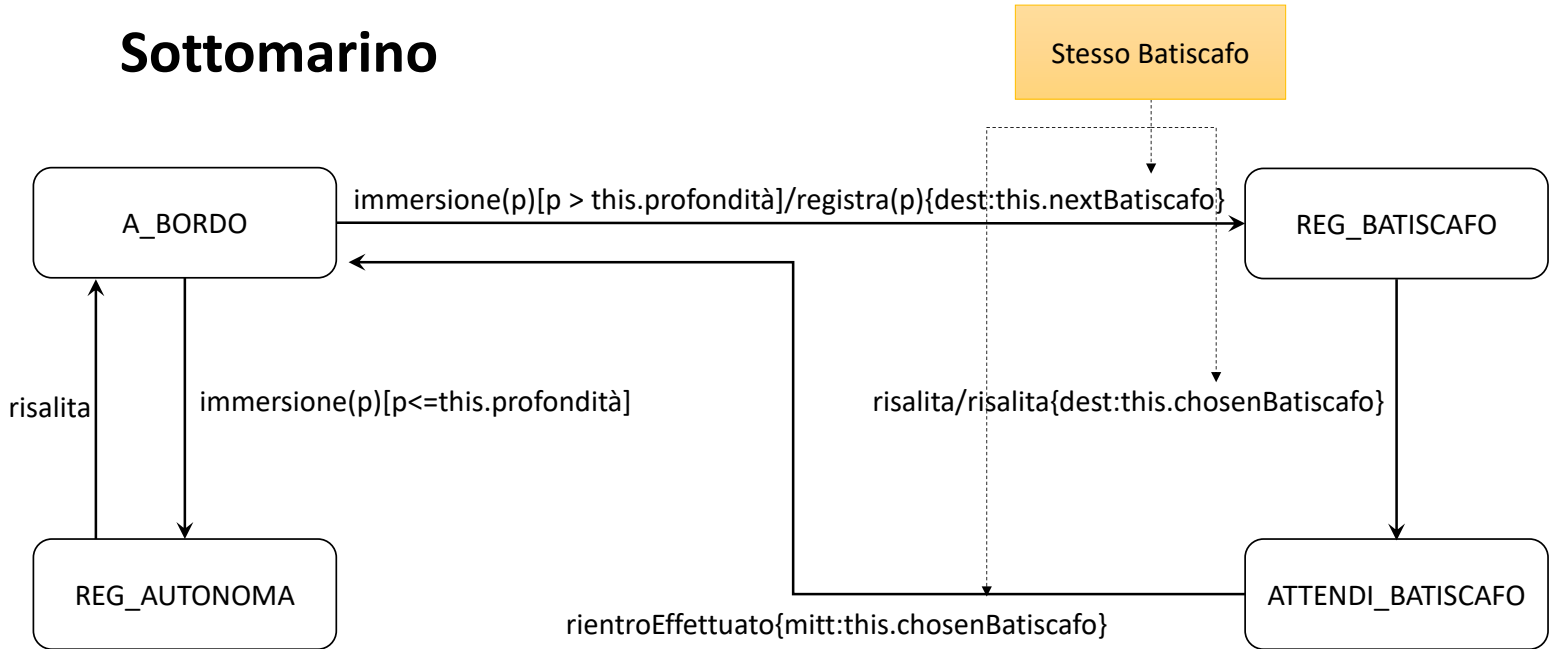 Sottomarino
Stesso Batiscafo
immersione(p)[p > this.profondità]/registra(p){dest:this.nextBatiscafo}
A_BORDO
REG_BATISCAFO
risalita
immersione(p)[p<=this.profondità]
risalita/risalita{dest:this.chosenBatiscafo}
REG_AUTONOMA
ATTENDI_BATISCAFO
rientroEffettuato{mitt:this.chosenBatiscafo}